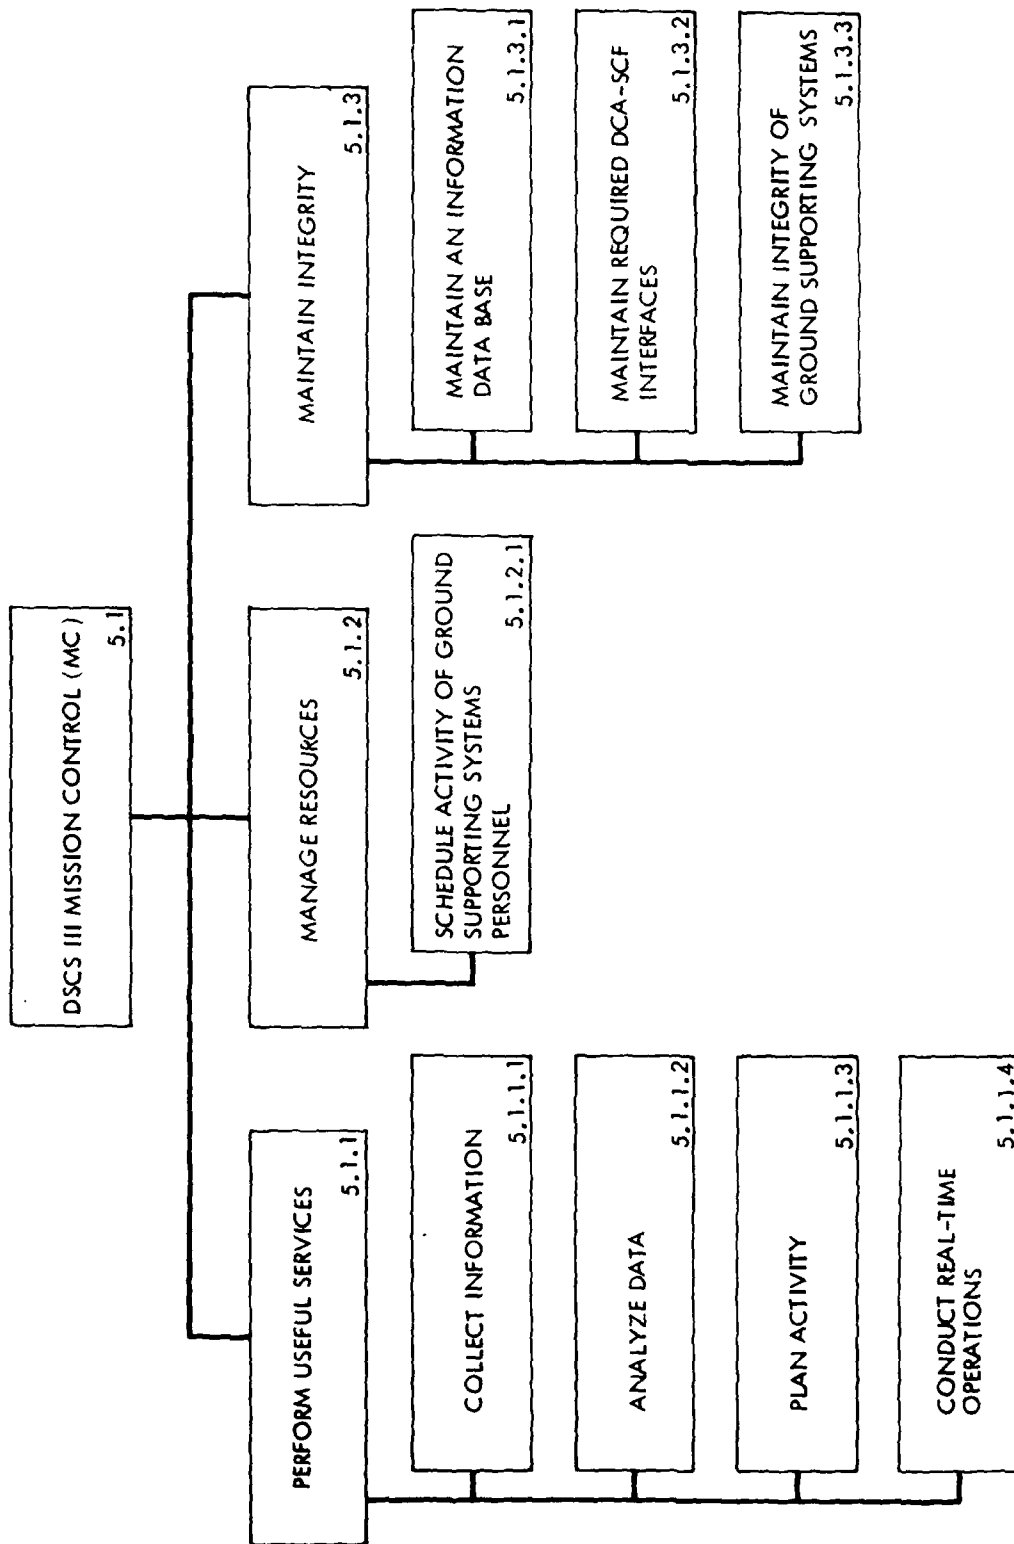 DSCS III MISSION CONTROL (MC)
5.1
PERFORM USEFUL SERVICES
5.1.1
COLLECT INFORMATION
5.1.1.1
ANALYZE DATA
5.1.1.2
PLAN ACTIVITY
5.1.1.3
CONDUCT REAL-TIME
OPERATIONS
5.1.1.4
MANAGE RESOURCES
5.1.2
SCHEDULE ACTIVITY OF GROUND
SUPPORTING SYSTEMS
PERSONNEL
5.1.2.1
MAINTAIN INTEGRITY
5.1.3
MAINTAIN AN INFORMATION
DATA BASE
5.1.3.1
MAINTAIN REQUIRED DCA-SCF
INTERFACES
5.1.3.2
MAINTAIN INTEGRITY OF
GROUND SUPPORTING SYSTEMS
5.1.3.3